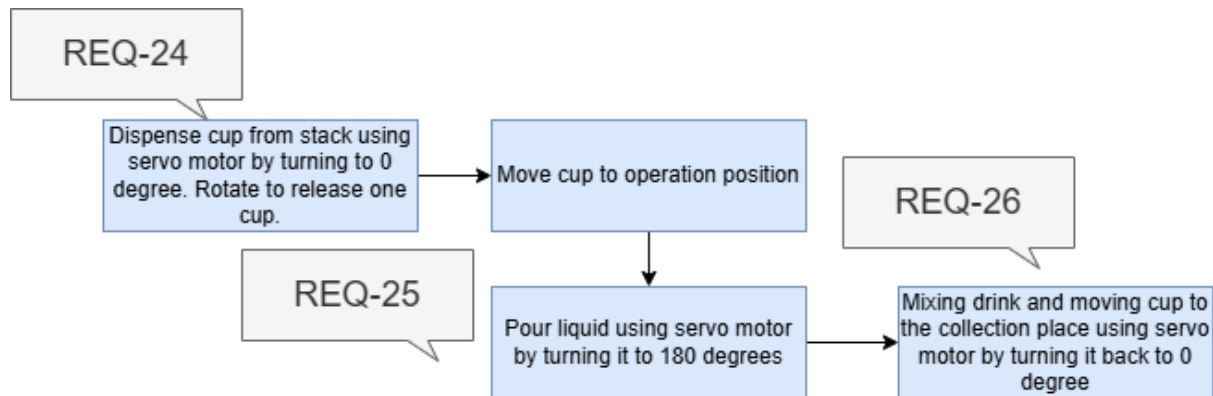 REQ-24
Dispense cup from stack using
servo motor by turning to 0
degree. Rotate to release one
cup.
Move cup to operation position
REQ-25
Pour liquid using servo motor
by turning it to 180 degrees
REQ-26
Mixing drink and moving cup to
the collection place using servo
motor by turning it back to 0
degree